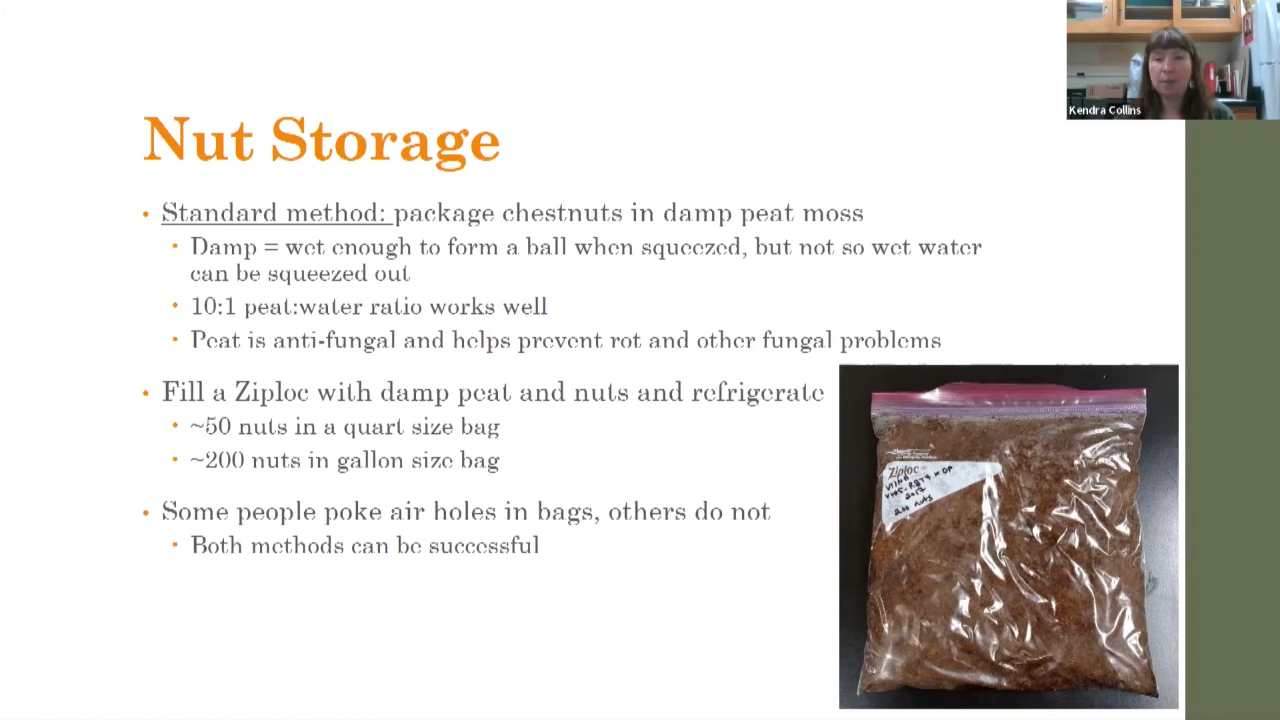 Kendra Collins
Nut Storage
• Standard method: package chestnuts in damp peat moss
• Damp = wet enough to form a ball when squeezed, but not so wet water
can be squeezed out
• 10:1 peat:water ratio works well
• Peat is anti-fungal and helps prevent rot and other fungal problems
• Fill a Ziploc with damp peat and nuts and refrigerate
• ~50 nuts in a quart size bag
• ~200 nuts in gallon size bag
• Some people poke air holes in bags, others do not
• Both methods can be successful
Ziploc
2017
200 nuts